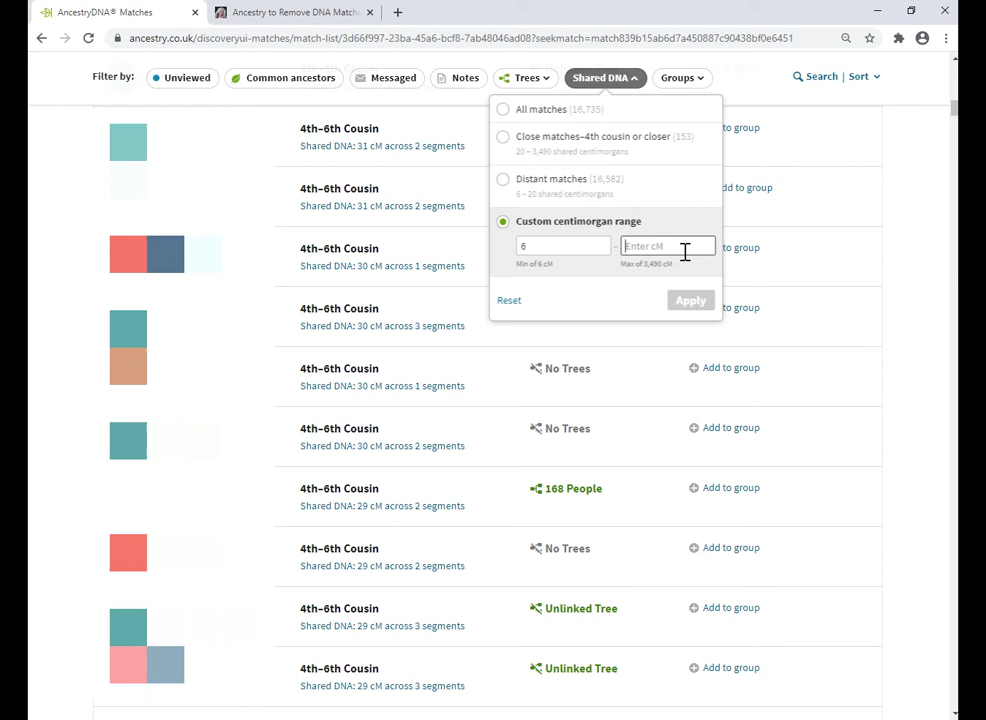 AncestryDNA® Matches
Ancestry to Remove DNA Match
ancestry.co.uk/discoveryui-matches/match-list/3d66f997-23ba-45a6-bcf8-7ab48046ad08?seekmatch=match839b15ab6d7a450887c90438bf0e6451
Filter by: Unviewed Common ancestors Messaged Notes Trees Shared DNA Groups Search | Sort
All matches (16,735)
Close matches–4th cousin or closer (153)
20 – 3,490 shared centimorgans
Distant matches (16,582)
6 – 20 shared centimorgans
Custom centimorgan range
6 – Enter cM
Min of 6 cM Max of 3,490 cM
Reset Apply
4th–6th Cousin to group
Shared DNA: 31 cM across 2 segments
4th–6th Cousin dd to group
Shared DNA: 31 cM across 2 segments
4th–6th Cousin to group
Shared DNA: 30 cM across 1 segments
4th–6th Cousin to group
Shared DNA: 30 cM across 3 segments
4th–6th Cousin No Trees Add to group
Shared DNA: 30 cM across 1 segments
4th–6th Cousin No Trees Add to group
Shared DNA: 30 cM across 2 segments
4th–6th Cousin 168 People Add to group
Shared DNA: 29 cM across 2 segments
4th–6th Cousin No Trees Add to group
Shared DNA: 29 cM across 2 segments
4th–6th Cousin Unlinked Tree Add to group
Shared DNA: 29 cM across 3 segments
4th–6th Cousin Unlinked Tree Add to group
Shared DNA: 29 cM across 3 segments